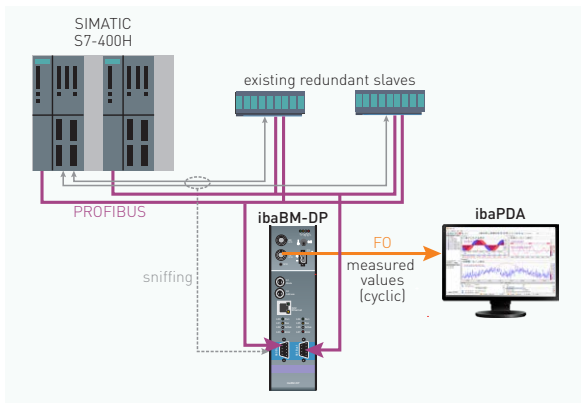 SIMATIC
S7-400H
existing redundant slaves
PROFIBUS
ibaBM-DP
ibaPDA
FO
measured
values
(cyclic)
sniffing